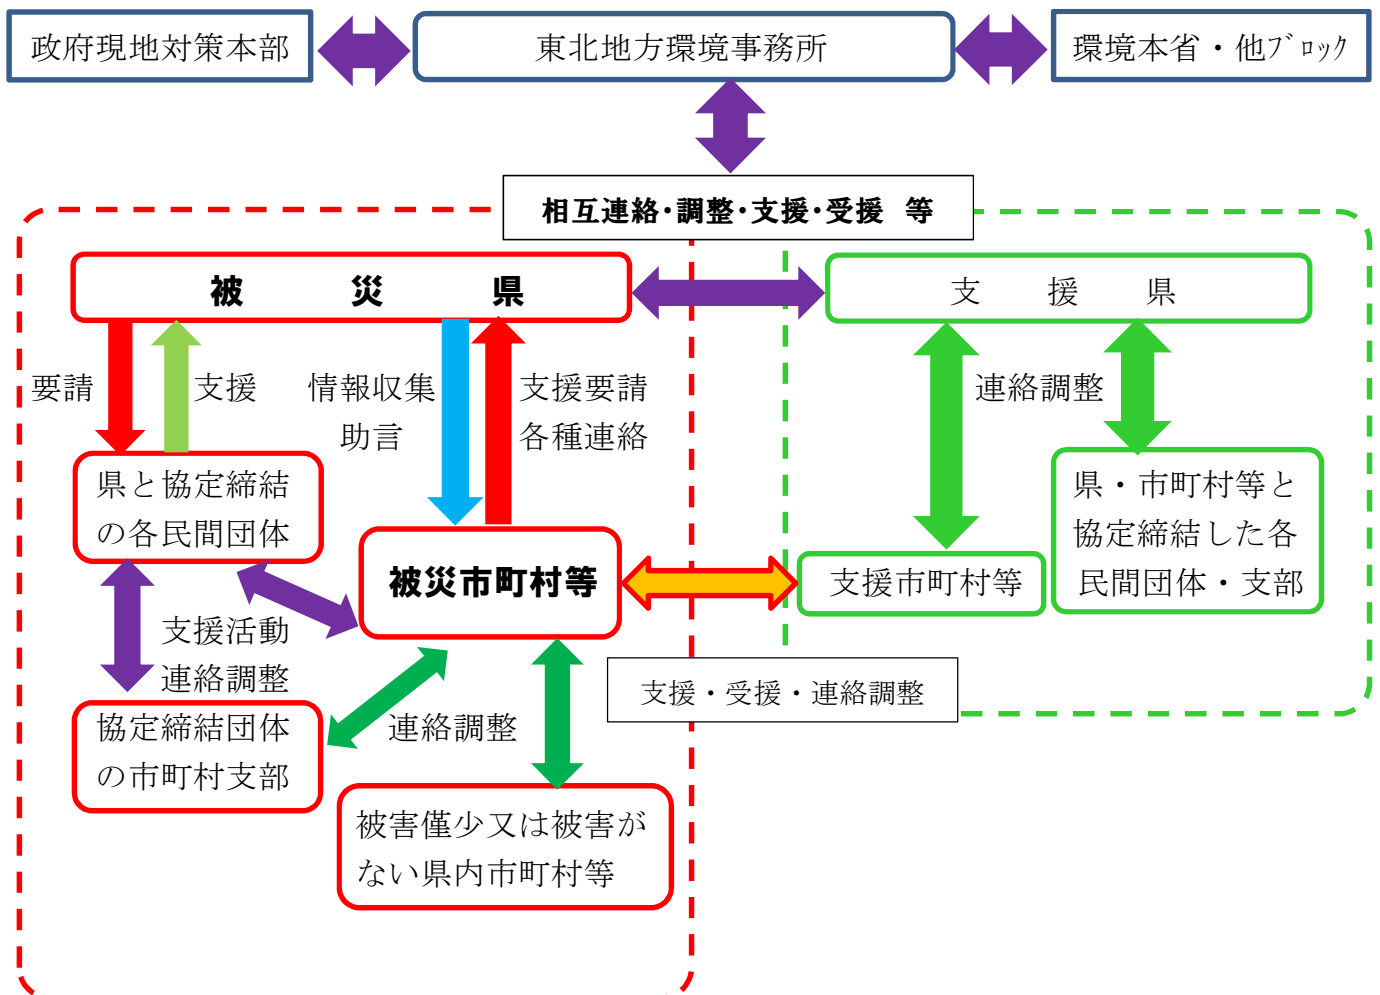 政府現地対策本部
東北地方環境事務所
環境本省・他ﾌﾞﾛｯｸ
相互連絡・調整・支援・受援　等
被　災　県
支　援　県
要請
支援
情報収集
助言
支援要請
各種連絡
連絡調整
県と協定締結
の各民間団体
県・市町村等と
協定締結した各
民間団体・支部
被災市町村等
支援市町村等
支援活動
連絡調整
支援・受援・連絡調整
協定締結団体
の市町村支部
連絡調整
被害僅少又は被害が
ない県内市町村等